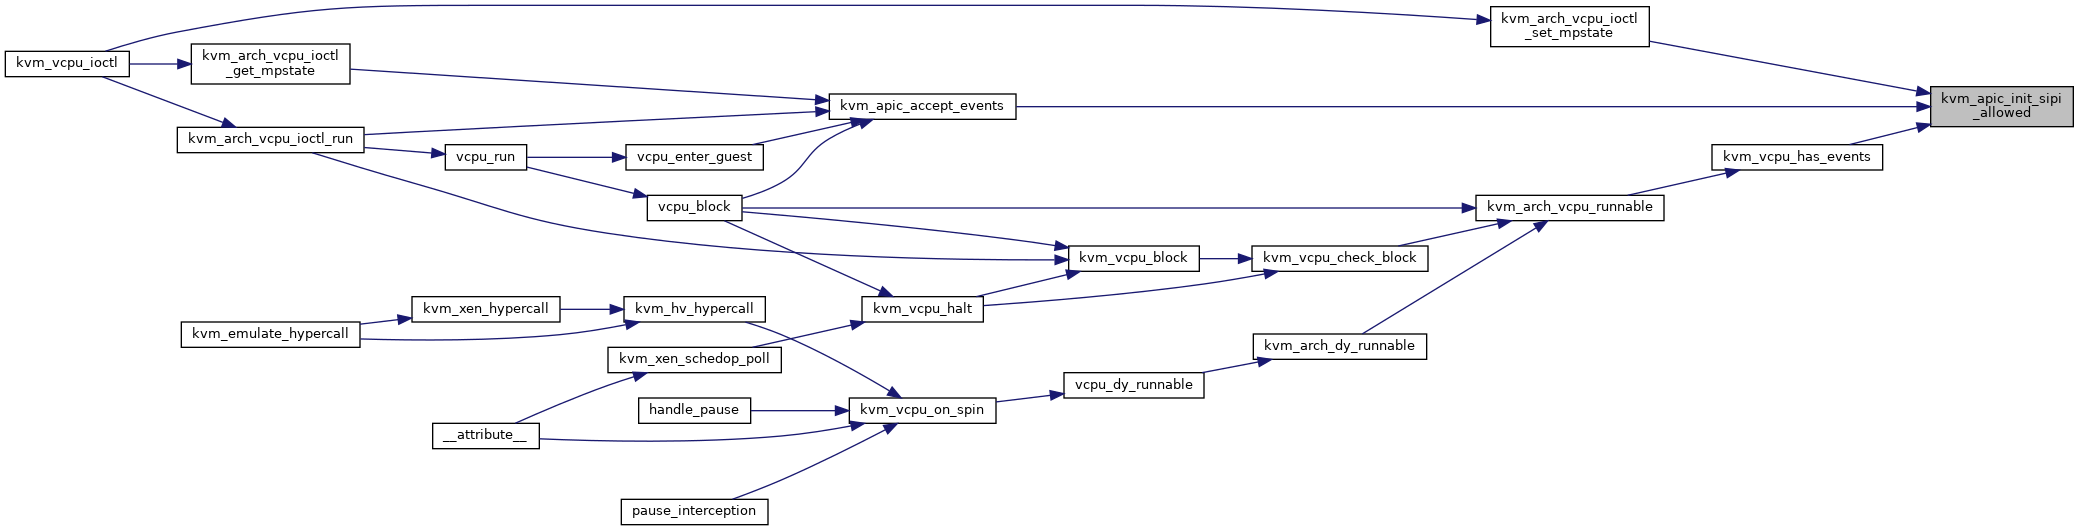 kvm_arch_vcpu_ioctl
_set_mpstate
kvm_vcpu_ioctl
kvm_arch_vcpu_ioctl
_get_mpstate
kvm_apic_accept_events
kvm_apic_init_sipi
_allowed
kvm_arch_vcpu_ioctl_run
vcpu_run
vcpu_enter_guest
kvm_vcpu_has_events
vcpu_block
kvm_arch_vcpu_runnable
kvm_vcpu_block
kvm_vcpu_check_block
kvm_xen_hypercall
kvm_hv_hypercall
kvm_vcpu_halt
kvm_emulate_hypercall
kvm_xen_schedop_poll
kvm_arch_dy_runnable
vcpu_dy_runnable
handle_pause
kvm_vcpu_on_spin
__attribute__
pause_interception